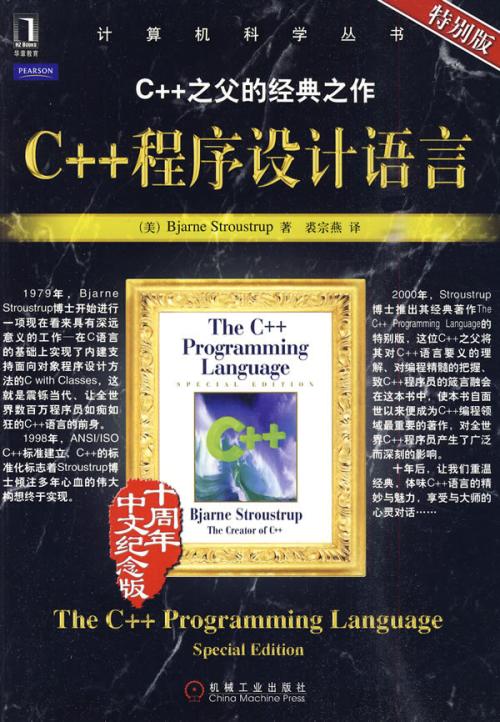 HZ Books
华章教育
PEARSON
计算机科学丛书
特别版
C++之父的经典之作
C++程序设计语言
(美) Bjarne Stroustrup 著 裘宗燕 译
1979年，Bjarne
Stroustrup博士开始进行
一项现在看来具有深远
意义的工作—在C语言
的基础上实现了内建支
持面向对象程序设计方
法的C with Classes，这
就是震铄当代、让全世
界数百万程序员如痴如
狂的C++语言的前身。
1998年，ANSI/ISO
C++标准建立，C++的标
准化标志着Stroustrup博
士倾注多年心血的伟大
构想终于实现。
The C++
Programming
Language
SPECIAL EDITION
C++
Bjarne Stroustrup
The Creator of C++
2000年，Stroustrup
博士推出其经典著作The
C++ Programming Language的
特别版，这位C++之父将
其对C++语言要义的理
解、对编程精髓的把握、
致C++程序员的箴言融会
在这本书中，使本书自面
世以来便成为C++编程领
域最重要的著作，对全世
界C++程序员产生了广泛
而深刻的影响。
十年后，让我们重温
经典，体味C++语言的精
妙与魅力，享受与大师的
心灵对话……
十周年
中文纪念版
The C++ Programming Language
Special Edition
机械工业出版社
China Machine Press